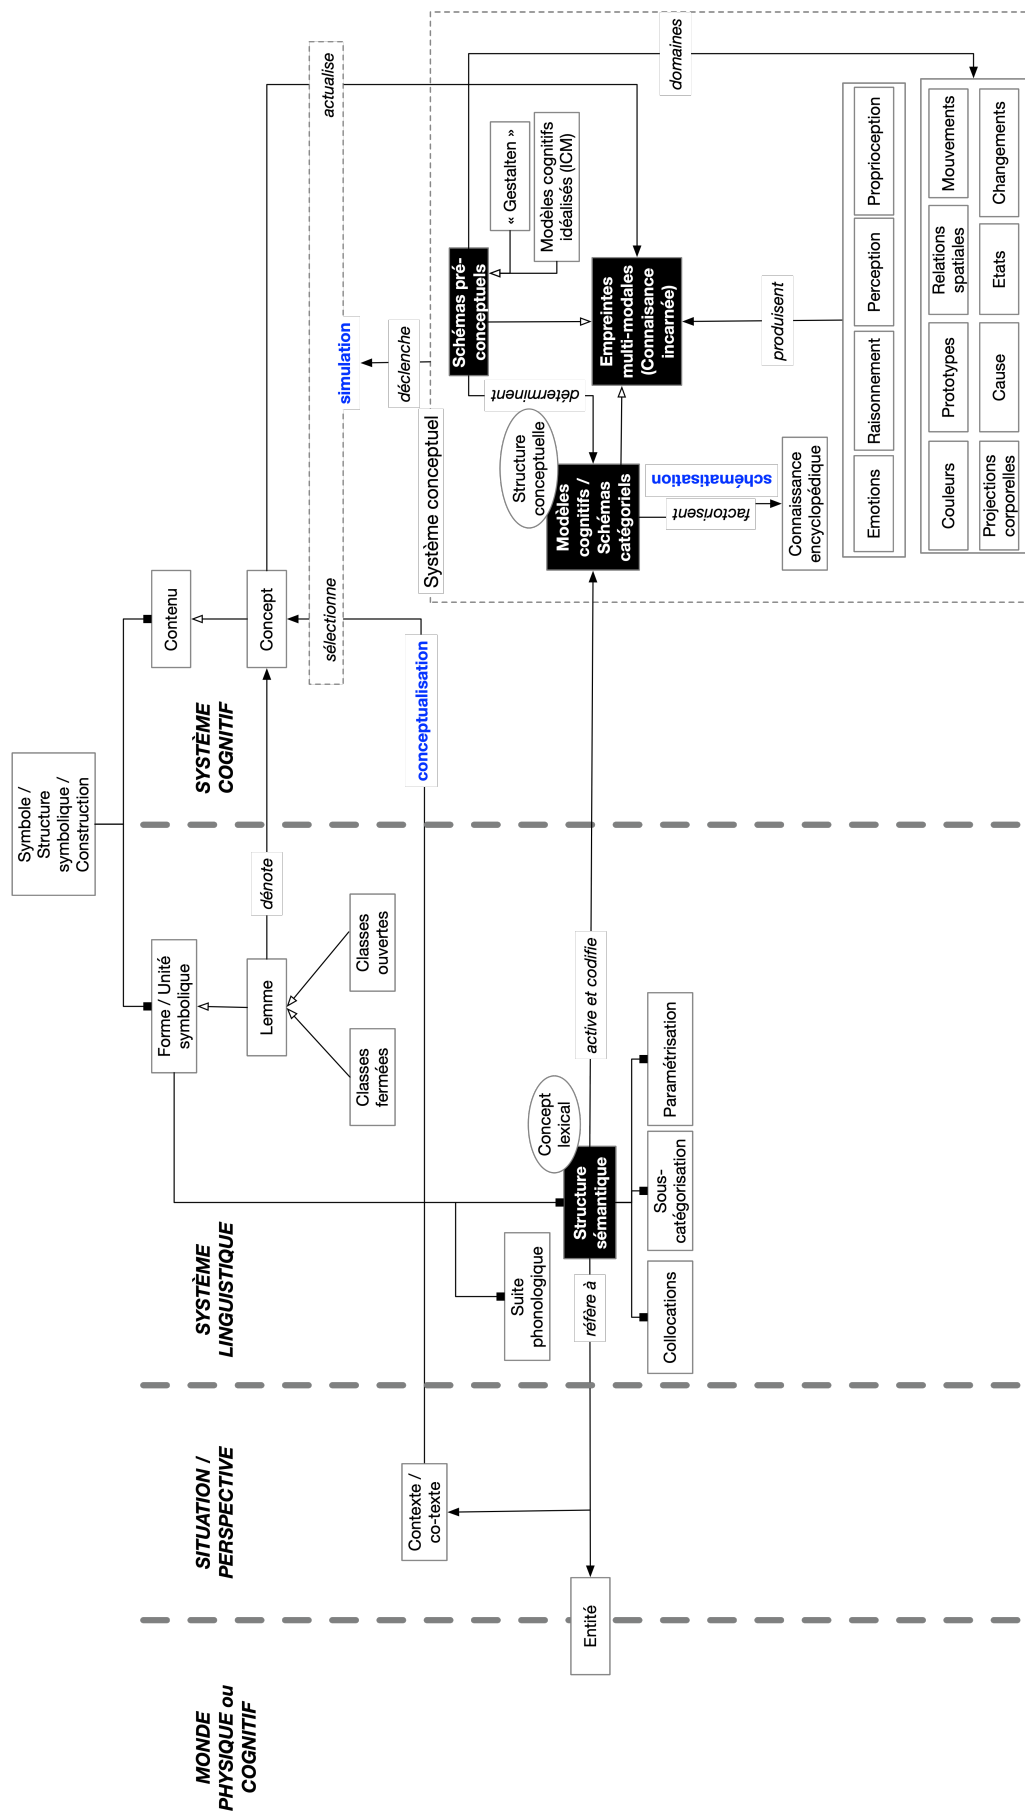 Symbole /
Structure
symbolique /
Construction
MONDE
PHYSIQUE ou
COGNITIF
SITUATION /
PERSPECTIVE
SYSTÈME
LINGUISTIQUE
SYSTÈME
COGNITIF
Forme / Unité
symbolique
Contenu
Lemme
dénote
Concept
sélectionne
actualise
Classes
fermées
Classes
ouvertes
simulation
Contexte /
co-texte
conceptualisation
déclenche
Système conceptuel
Schémas pré-
conceptuels
« Gestalten »
Modèles cognitifs
idéalisés (ICM)
domaines
déterminent
Suite
phonologique
Concept
lexical
Structure
conceptuelle
Entité
réfère à
Structure
sémantique
active et codifie
Modèles
cognitifs /
Schémas
catégoriels
Empreintes
multi-modales
(Connaisance
incarnée)
Collocations
Sous-
catégorisation
Paramétrisation
factorisent
schématisation
produisent
Connaissance
encyclopédique
Emotions
Raisonnement
Perception
Proprioception
Couleurs
Prototypes
Relations
spatiales
Mouvements
Projections
corporelles
Cause
Etats
Changements